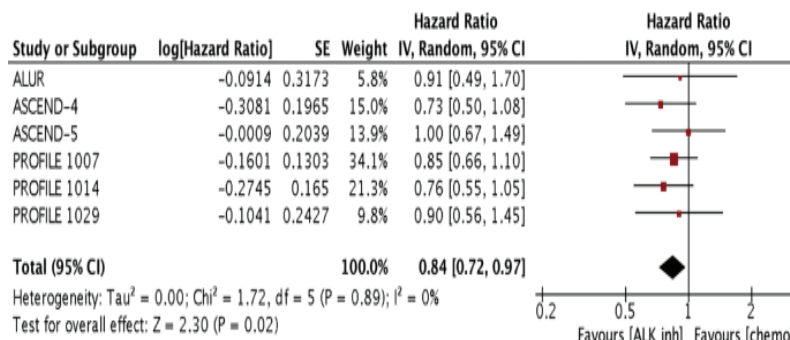 Hazard Ratio Hazard Ratio
Study or Subgroup log[Hazard Ratio] SE Weight IV, Random, 95% CI IV, Random, 95% CI
ALUR -0.0914 0.3173 5.8% 0.91 [0.49, 1.70]
ASCEND-4 -0.3081 0.1965 15.0% 0.73 [0.50, 1.08]
ASCEND-5 -0.0009 0.2039 13.9% 1.00 [0.67, 1.49]
PROFILE 1007 -0.1601 0.1303 34.1% 0.85 [0.66, 1.10]
PROFILE 1014 -0.2745 0.165 21.3% 0.76 [0.55, 1.05]
PROFILE 1029 -0.1041 0.2427 9.8% 0.90 [0.56, 1.45]
Total (95% CI) 100.0% 0.84 [0.72, 0.97]
Heterogeneity: Tau² = 0.00; Chi² = 1.72, df = 5 (P = 0.89); I² = 0%
Test for overall effect: Z = 2.30 (P = 0.02)
0.2 0.5 1 2
Favours [ALK inh] Favours [chemo